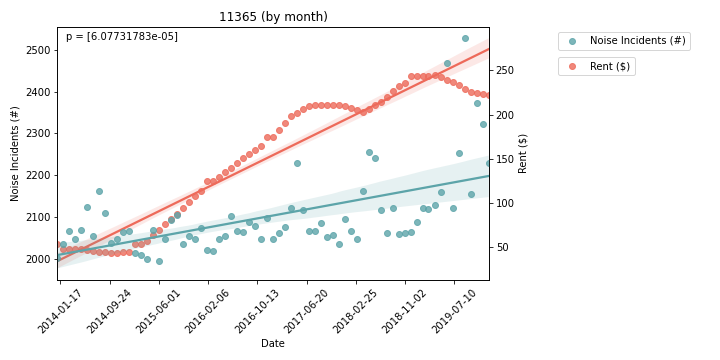 11365 (by month)
p = [6.07731783e-05]
Noise Incidents (#)
Rent ($)
2500
2400
2300
2200
2100
2000
Noise Incidents (#)
250
200
150
100
50
Rent ($)
2014-01-17
2014-09-24
2015-06-01
2016-02-06
2016-10-13
2017-06-20
2018-02-25
2018-11-02
2019-07-10
Date